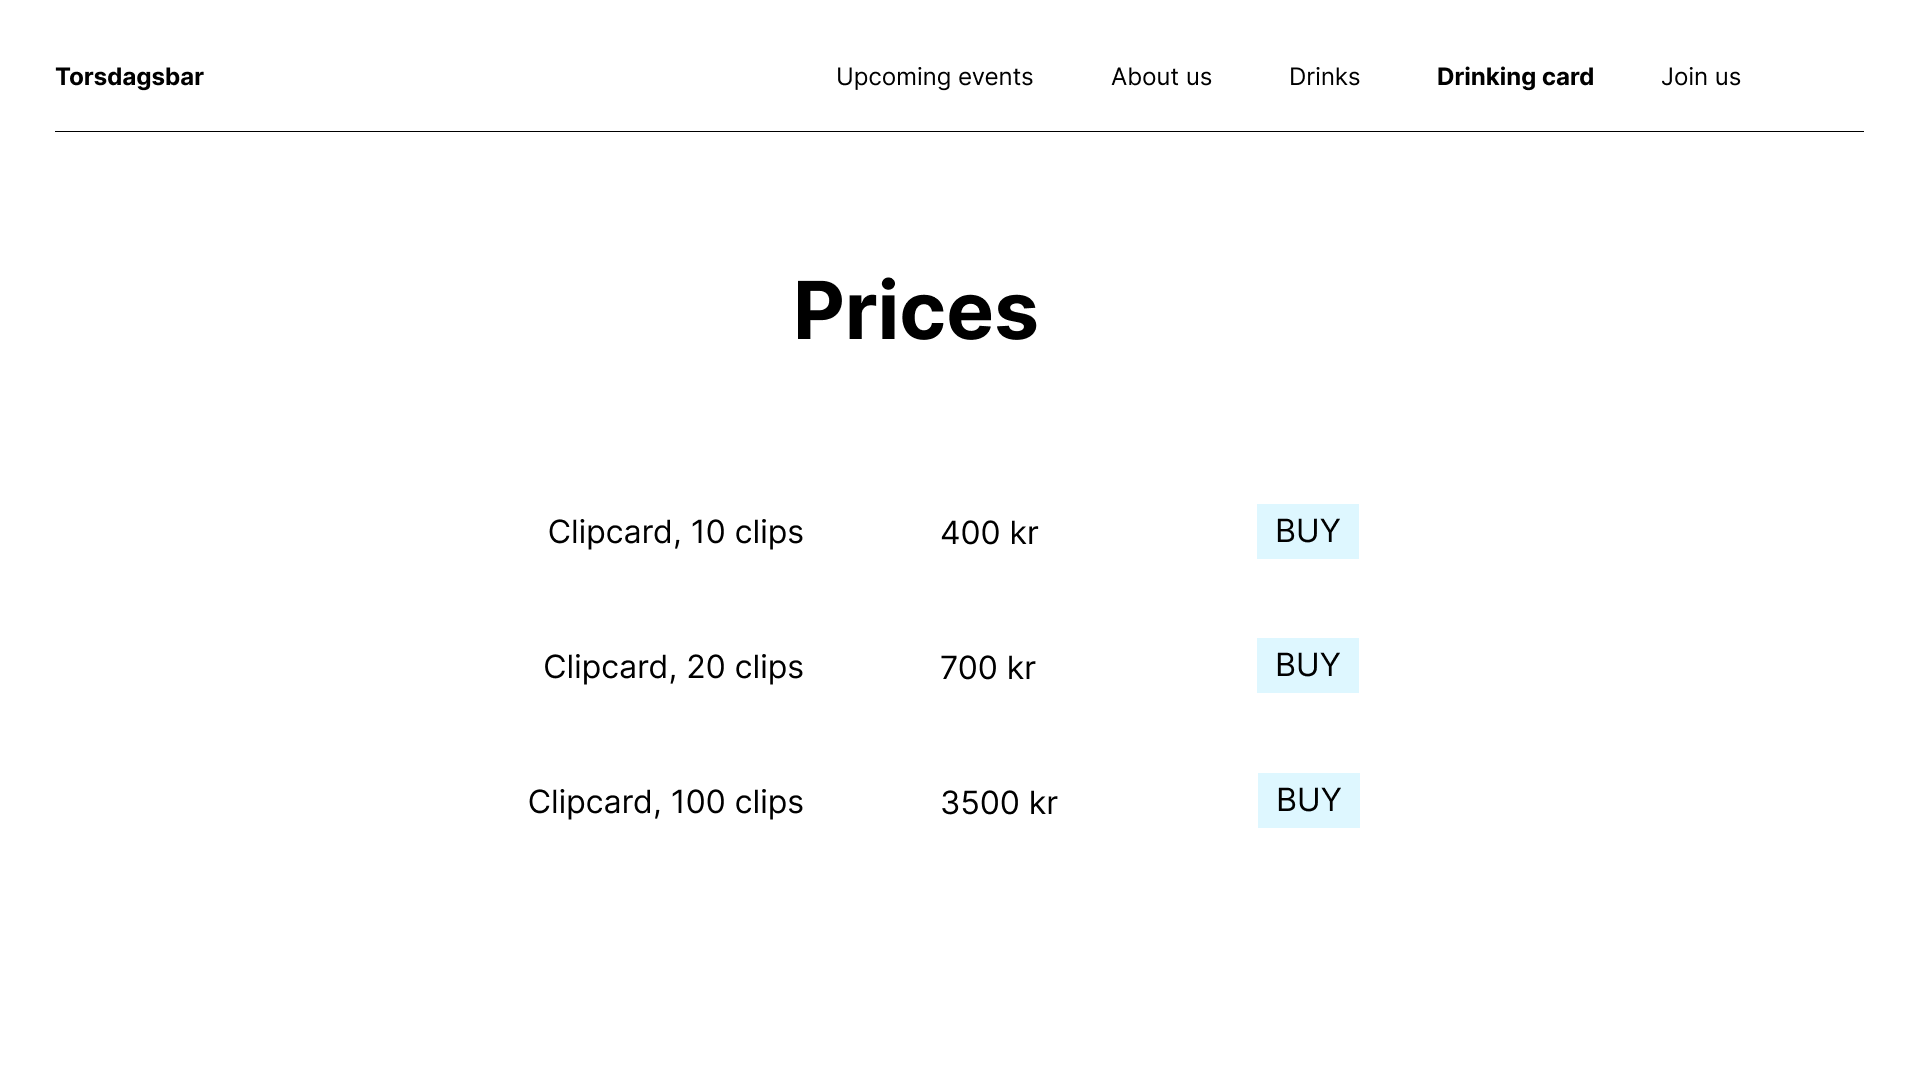 Torsdagsbar Upcoming events About us Drinks Drinking card Join us
Prices
Clipcard, 10 clips 400 kr BUY
Clipcard, 20 clips 700 kr BUY
Clipcard, 100 clips 3500 kr BUY